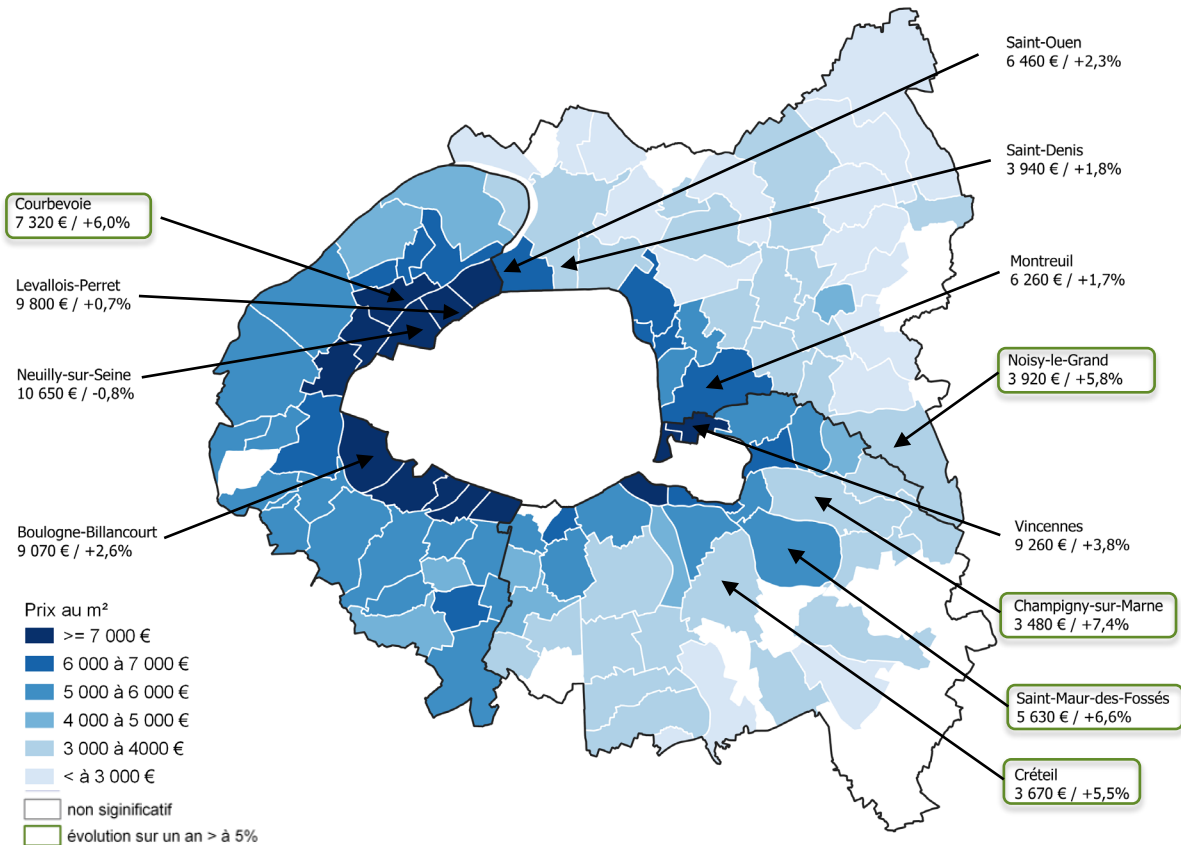 Saint-Ouen
6 460 € / +2,3%
Saint-Denis
3 940 € / +1,8%
Courbevoie
7 320 € / +6,0%
Levallois-Perret
9 800 € / +0,7%
Montreuil
6 260 € / +1,7%
Neuilly-sur-Seine
10 650 € / -0,8%
Noisy-le-Grand
3 920 € / +5,8%
Boulogne-Billancourt
9 070 € / +2,6%
Vincennes
9 260 € / +3,8%
Champigny-sur-Marne
3 480 € / +7,4%
Saint-Maur-des-Fossés
5 630 € / +6,6%
Créteil
3 670 € / +5,5%
Prix au m²
>= 7 000 €
6 000 à 7 000 €
5 000 à 6 000 €
4 000 à 5 000 €
3 000 à 4000 €
< à 3 000 €
non siginificatif
évolution sur un an > à 5%